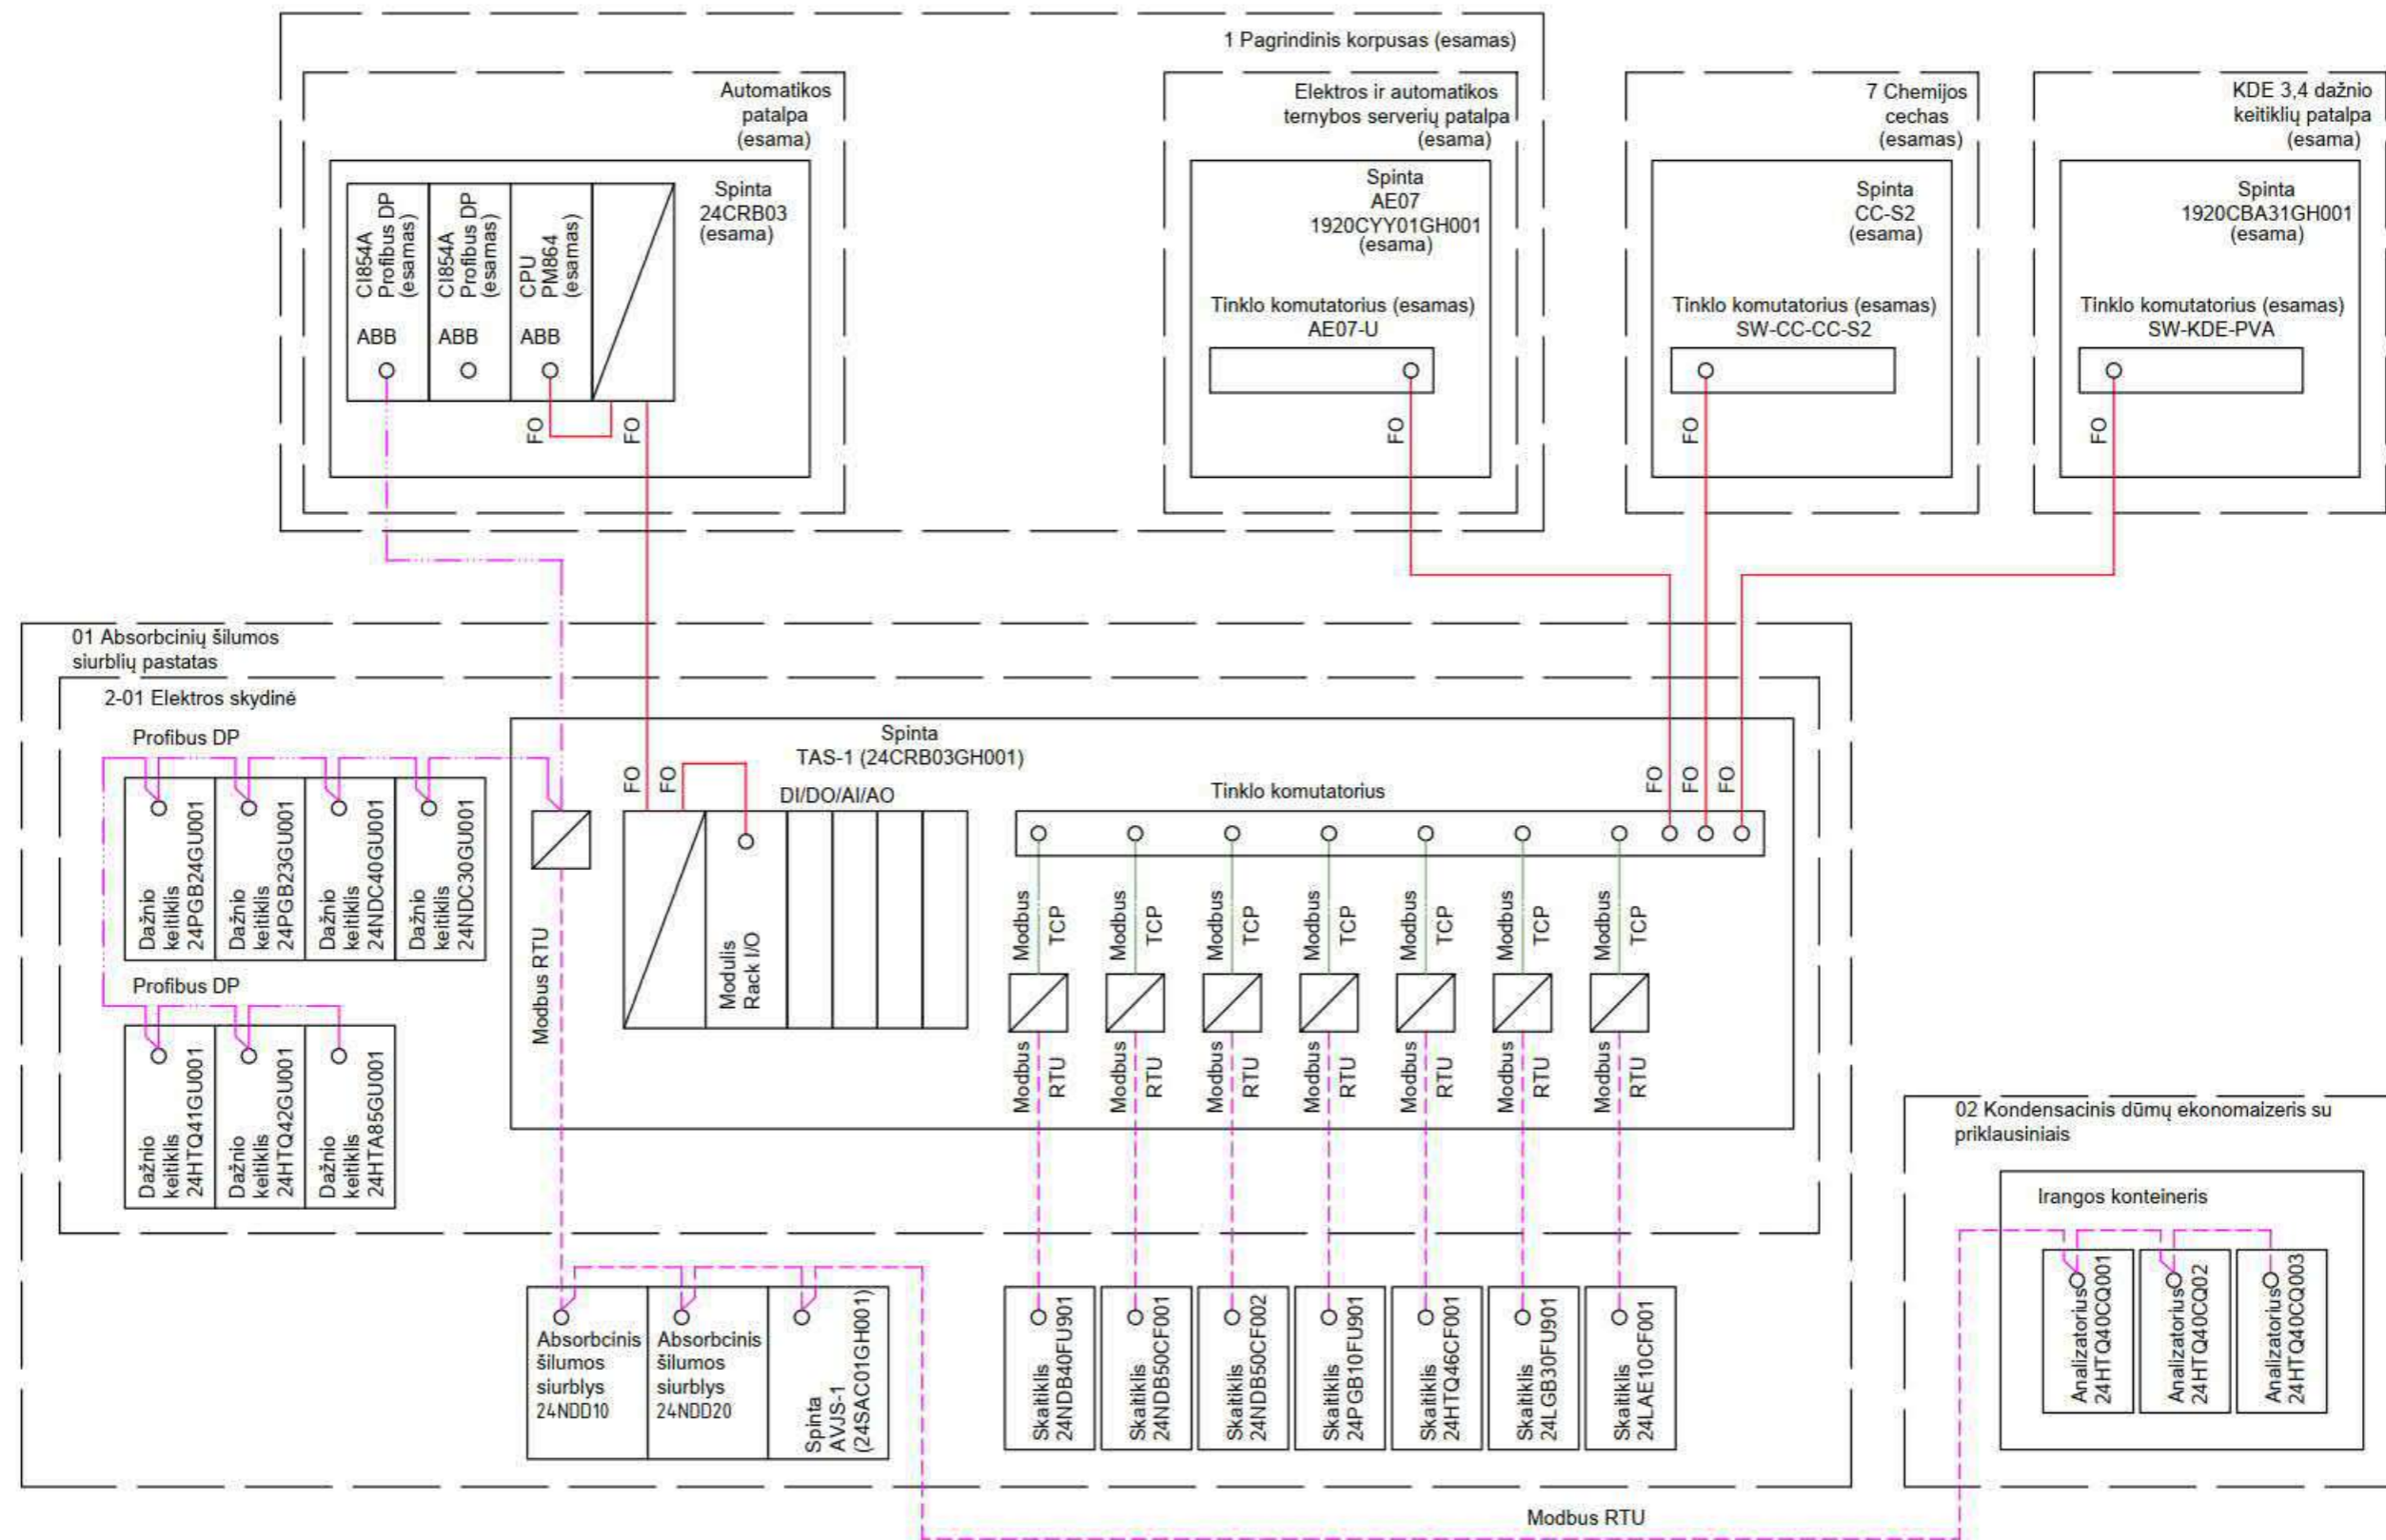 1 Pagrindinis korpusas (esamas)
Automatikos
patalpa
(esama)
Spinta
24CRB03
(esama)
CI854A
Profibus DP
(esamas)
ABB
CI854A
Profibus DP
(esamas)
ABB
CPU
PM864
(esamas)
ABB
FO
FO
Elektros ir automatikos
ternybos serverių patalpa
(esama)
Spinta
AE07
1920CYY01GH001
(esama)
Tinklo komutatorius (esamas)
AE07-U
FO
7 Chemijos
cechas
(esamas)
Spinta
CC-S2
(esama)
Tinklo komutatorius (esamas)
SW-CC-CC-S2
FO
KDE 3,4 dažnio
keitiklių patalpa
(esama)
Spinta
1920CBA31GH001
(esama)
Tinklo komutatorius (esamas)
SW-KDE-PVA
FO
01 Absorbcinių šilumos
siurblių pastatas
2-01 Elektros skydinė
Profibus DP
Dažnio
keitiklis
24PGB24GU001
Dažnio
keitiklis
24PGB23GU001
Dažnio
keitiklis
24NDC40GU001
Dažnio
keitiklis
24NDC30GU001
Profibus DP
Dažnio
keitiklis
24HTQ41GU001
Dažnio
keitiklis
24HTQ42GU001
Dažnio
keitiklis
24HTA85GU001
Spinta
TAS-1 (24CRB03GH001)
Modbus RTU
FO
FO
DI/DO/AI/AO
Modulis
Rack I/O
Tinklo komutatorius
FO
FO
FO
Modbus
TCP
Modbus
TCP
Modbus
TCP
Modbus
TCP
Modbus
TCP
Modbus
TCP
Modbus
TCP
Modbus
RTU
Modbus
RTU
Modbus
RTU
Modbus
RTU
Modbus
RTU
Modbus
RTU
Modbus
RTU
Absorbcinis
šilumos
siurblys
24NDD10
Absorbcinis
šilumos
siurblys
24NDD20
Spinta
AVJS-1
(24SAC01GH001)
Skaitiklis
24NDB40FU901
Skaitiklis
24NDB50CF001
Skaitiklis
24NDB50CF002
Skaitiklis
24PGB10FU901
Skaitiklis
24HTQ46CF001
Skaitiklis
24LGB30FU901
Skaitiklis
24LAE10CF001
02 Kondensacinis dūmų ekonomaizeris su
priklausiniais
Irangos konteineris
Analizatorius
24HTQ40CQ001
Analizatorius
24HTQ40CQ02
Analizatorius
24HTQ40CQ003
Modbus RTU